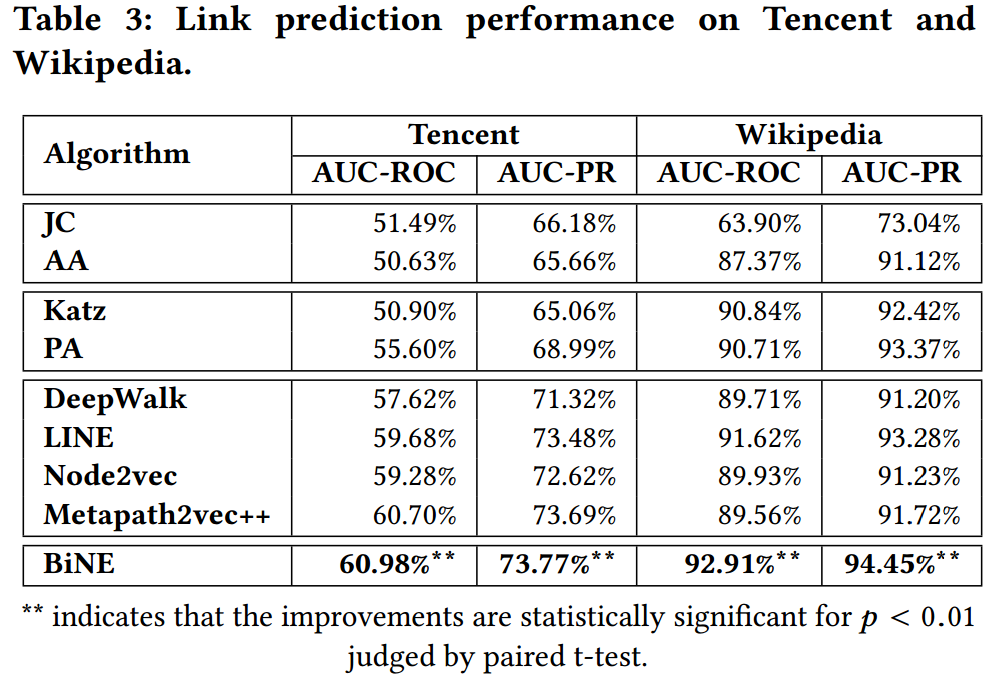 Table 3: Link prediction performance on Tencent and
Wikipedia.
Algorithm Tencent Wikipedia
AUC-ROC AUC-PR AUC-ROC AUC-PR
JC 51.49% 66.18% 63.90% 73.04%
AA 50.63% 65.66% 87.37% 91.12%
Katz 50.90% 65.06% 90.84% 92.42%
PA 55.60% 68.99% 90.71% 93.37%
DeepWalk 57.62% 71.32% 89.71% 91.20%
LINE 59.68% 73.48% 91.62% 93.28%
Node2vec 59.28% 72.62% 89.93% 91.23%
Metapath2vec++ 60.70% 73.69% 89.56% 91.72%
BiNE 60.98%** 73.77%** 92.91%** 94.45%**
** indicates that the improvements are statistically significant for p < 0.01
judged by paired t-test.